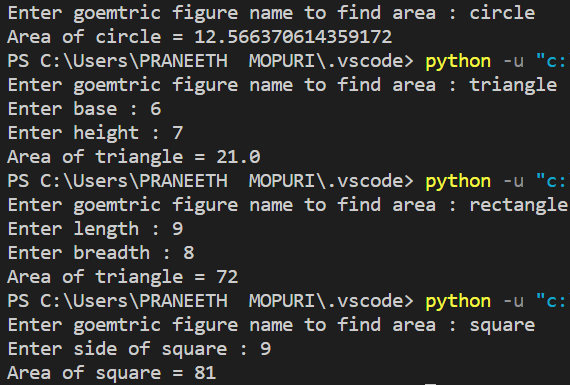 Enter goemtric figure name to find area : circle
Area of circle = 12.566370614359172
PS C:\Users\PRANEETH  MOPURI\.vscode> python -u "c:
Enter goemtric figure name to find area : triangle
Enter base : 6
Enter height : 7
Area of triangle = 21.0
PS C:\Users\PRANEETH  MOPURI\.vscode> python -u "c:
Enter goemtric figure name to find area : rectangle
Enter length : 9
Enter breadth : 8
Area of triangle = 72
PS C:\Users\PRANEETH  MOPURI\.vscode> python -u "c:
Enter goemtric figure name to find area : square
Enter side of square : 9
Area of square = 81